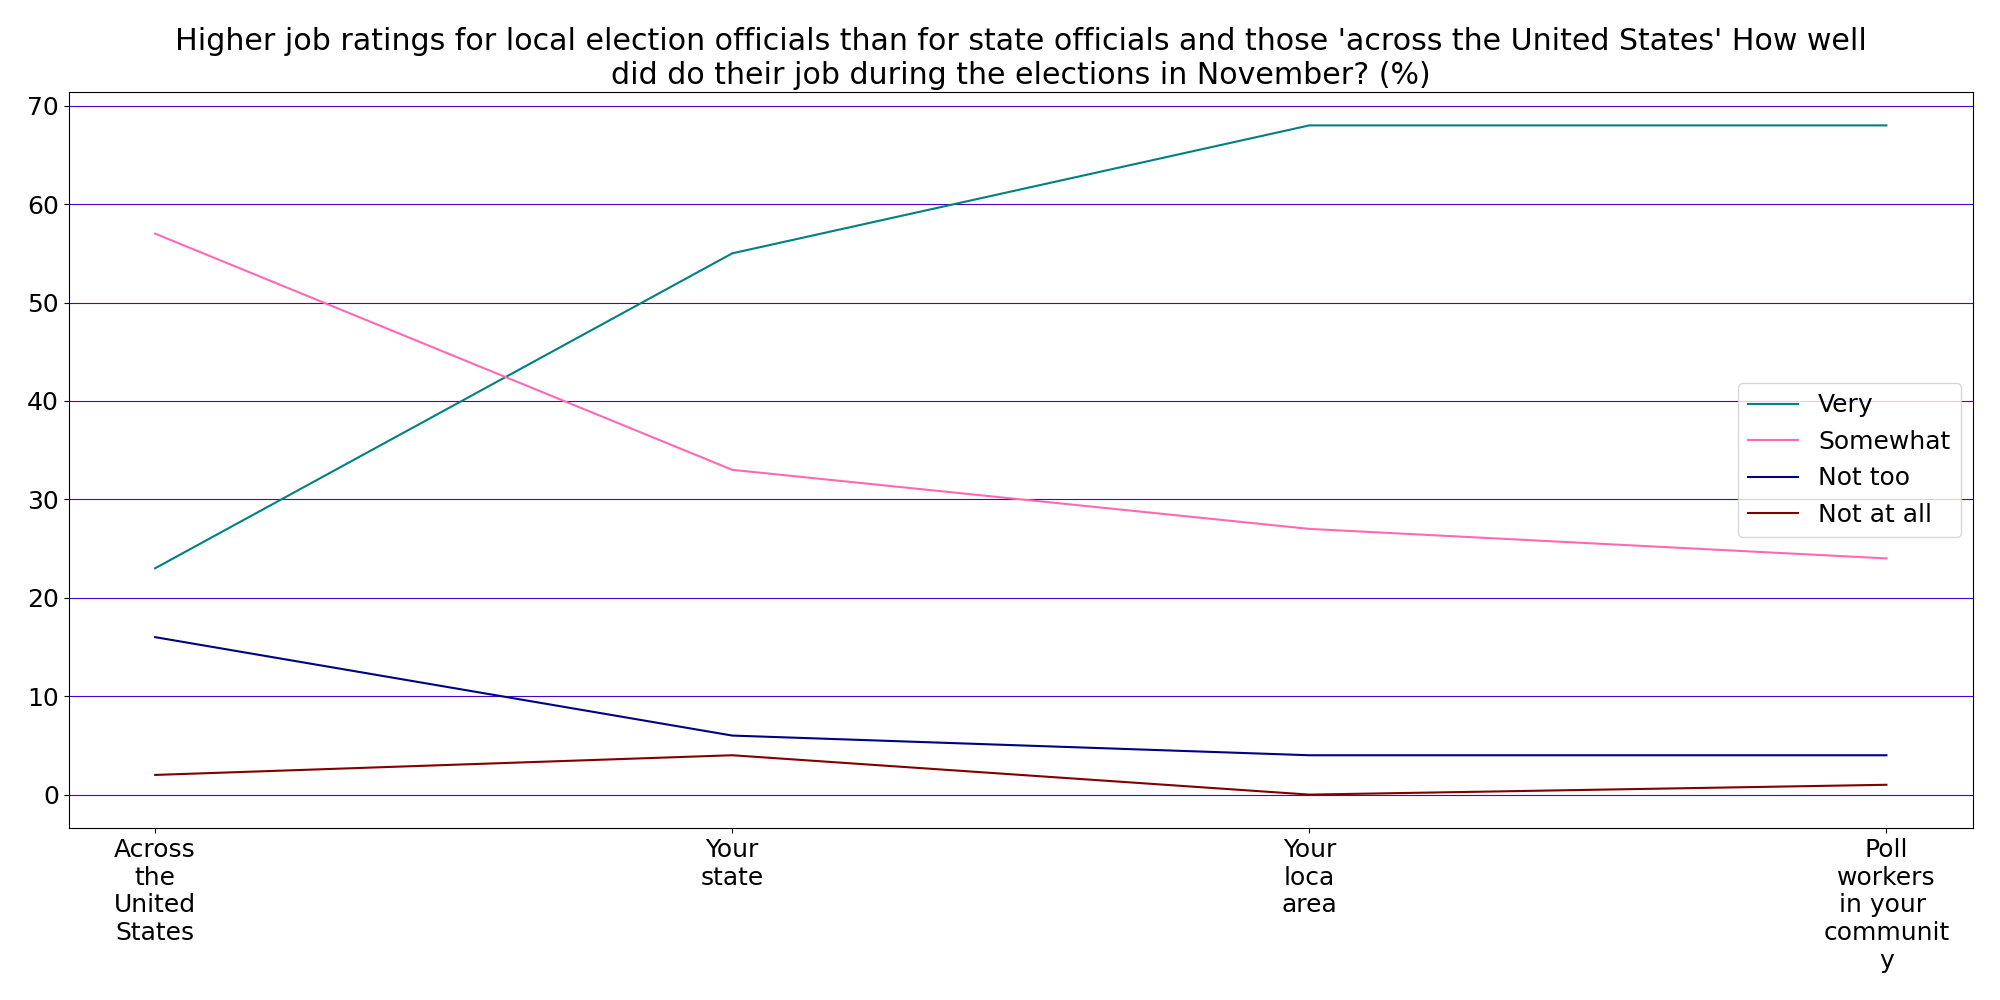 Higher job ratings for local election officials than for state officials and those 'across the United States' How well
did do their job during the elections in November? (%)
70
60
50
40
30
20
10
0
Very
Somewhat
Not too
Not at all
Across
the
United
States
Your
state
Your
loca
area
Poll
workers
in your
communit
y